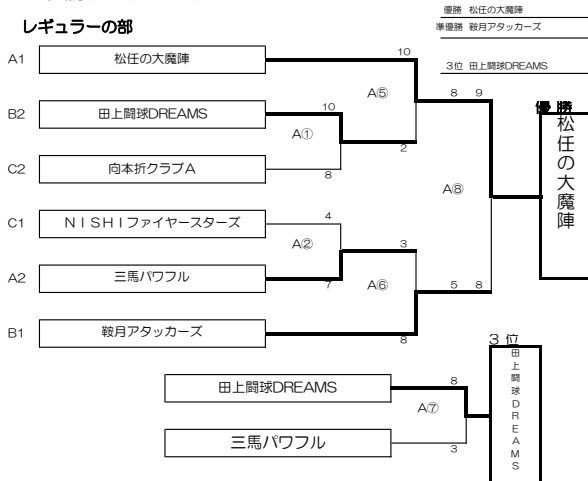 優勝 松任の大魔陣
準優勝 鞍月アタッカーズ
3位 田上闘球DREAMS
レギュラーの部
A1 松任の大魔陣 10
A⑤ 8 9
優勝
松任の大魔陣
B2 田上闘球DREAMS 10
A① 2
C2 向本折クラブA 8
A⑧
C1 NISHIファイヤースターズ 4
A② 3
A2 三馬パワフル 7
A⑥ 5 8
B1 鞍月アタッカーズ 8
3位
田上闘球DREAMS
田上闘球DREAMS 8
A⑦
三馬パワフル 3